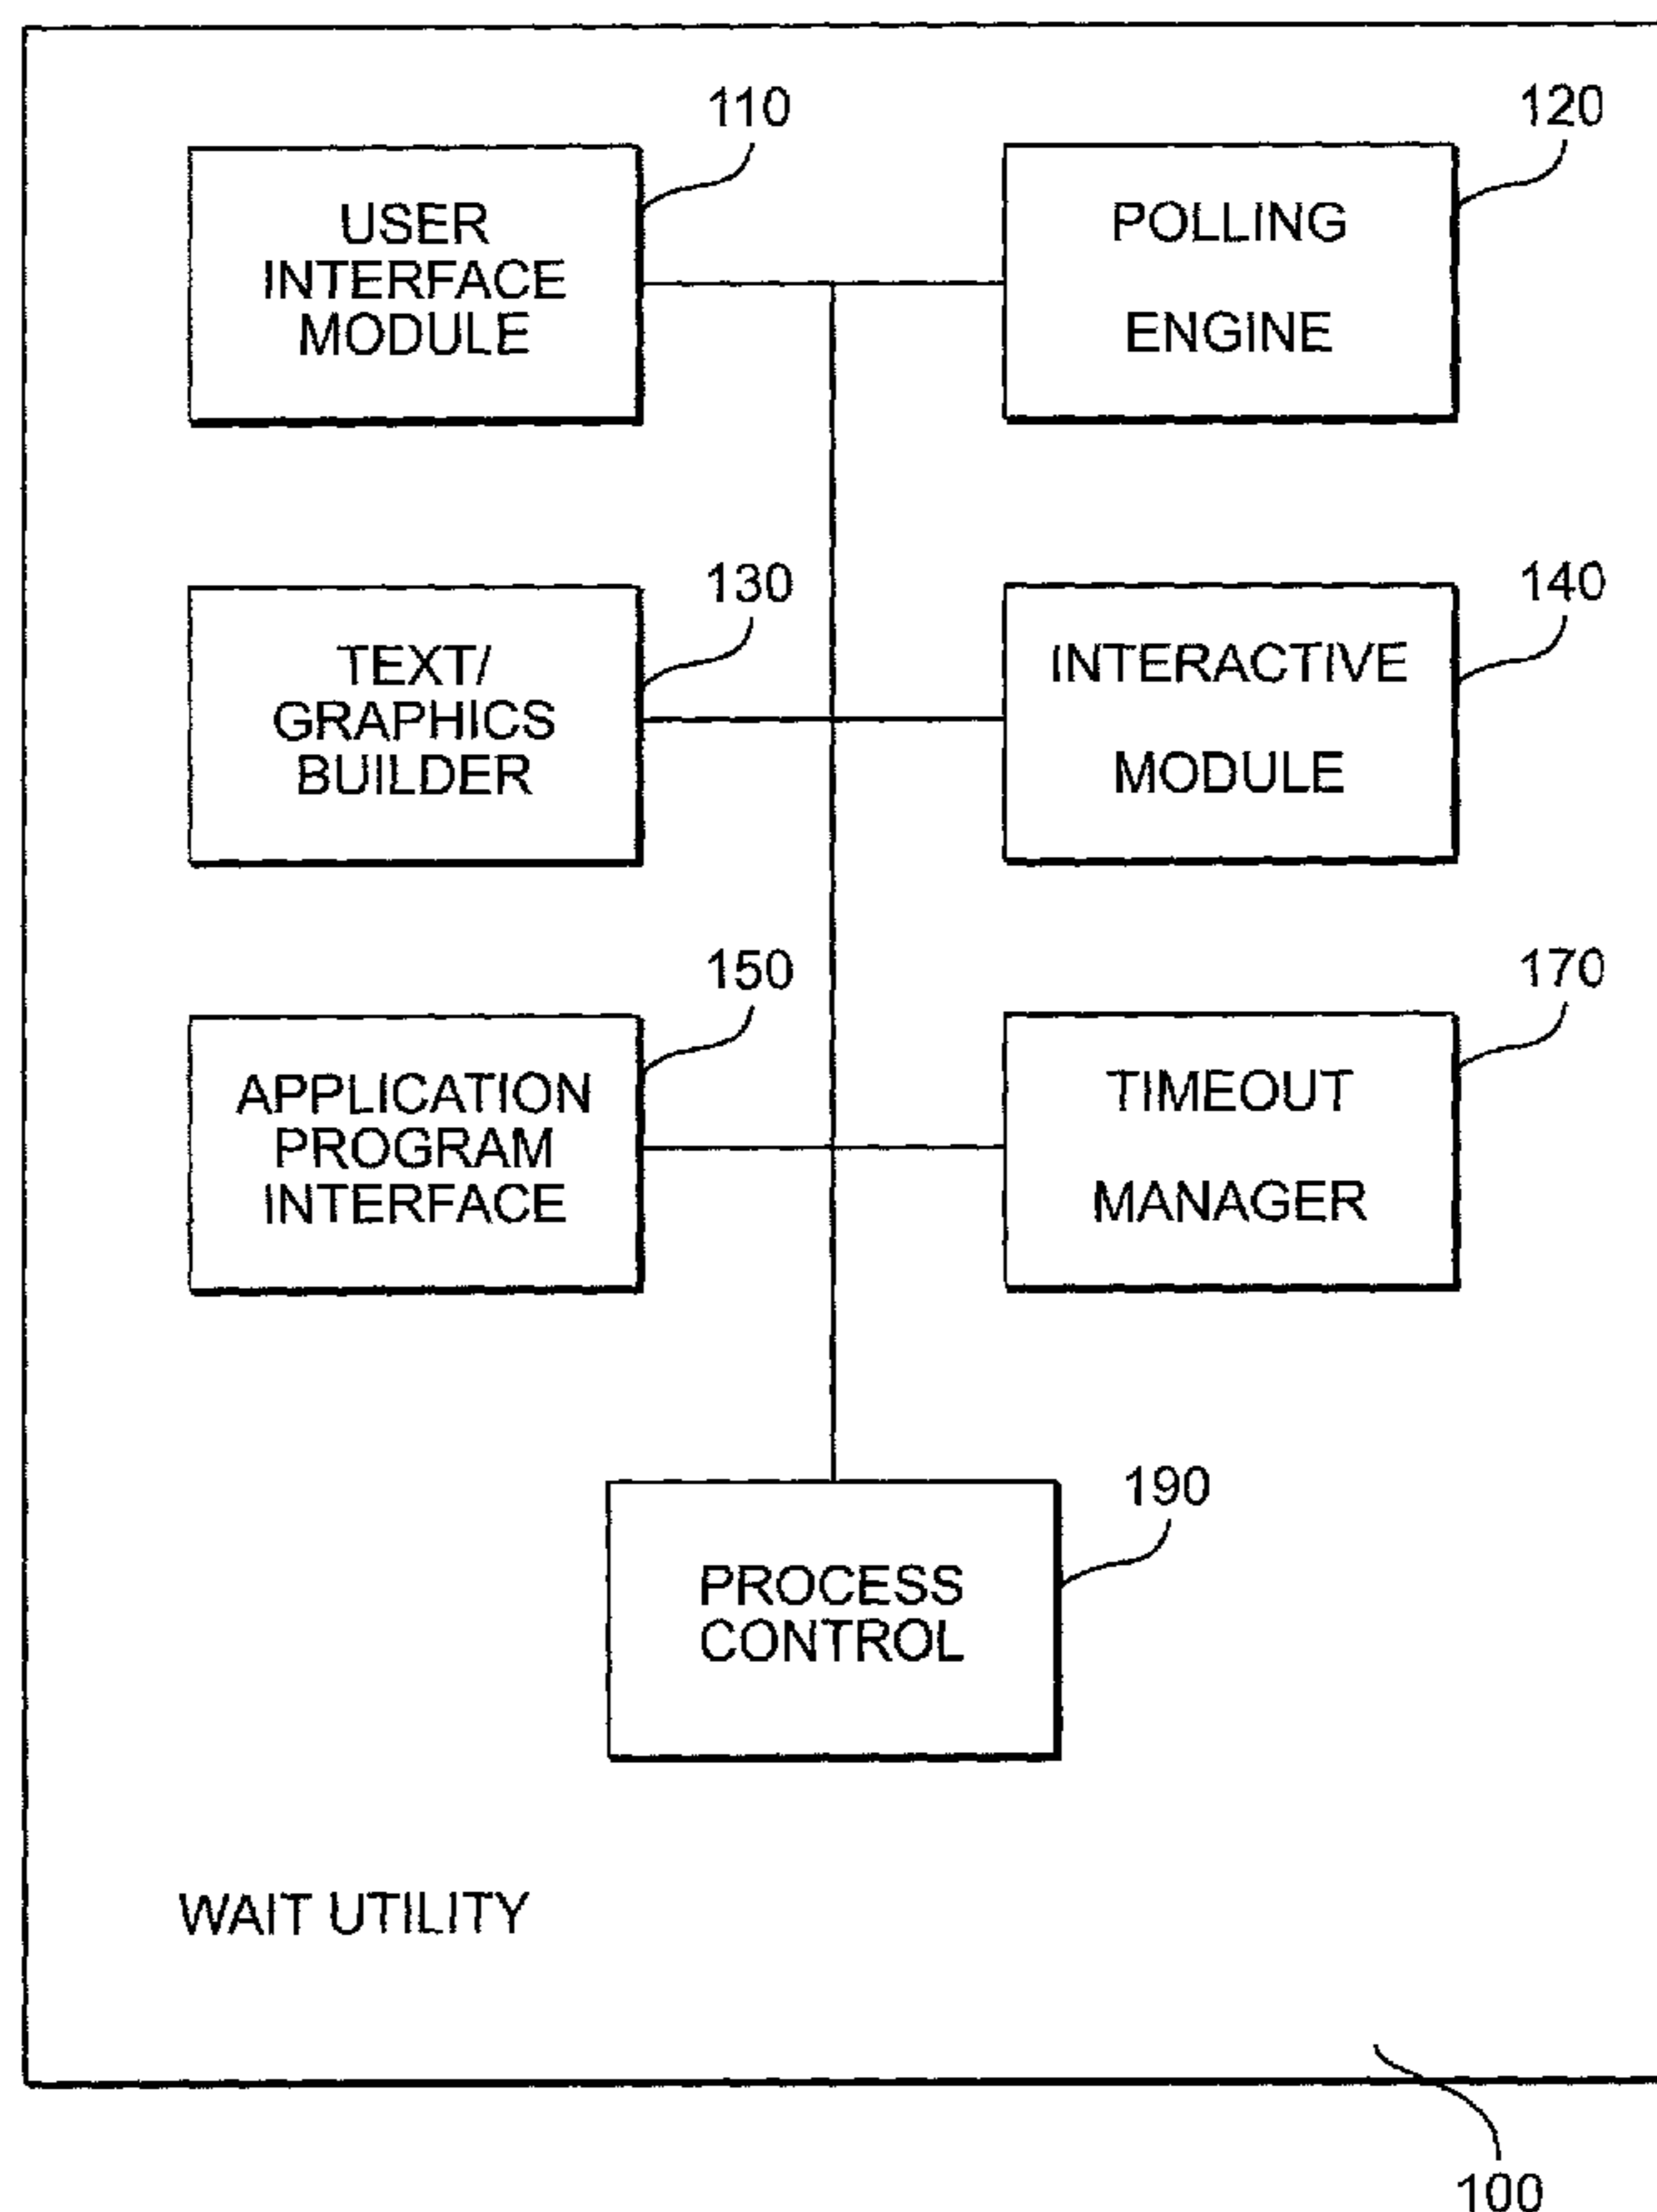 110
USER
INTERFACE
MODULE
120
POLLING
ENGINE
130
TEXT/
GRAPHICS
BUILDER
140
INTERACTIVE
MODULE
150
APPLICATION
PROGRAM
INTERFACE
170
TIMEOUT
MANAGER
190
PROCESS
CONTROL
WAIT UTILITY
100